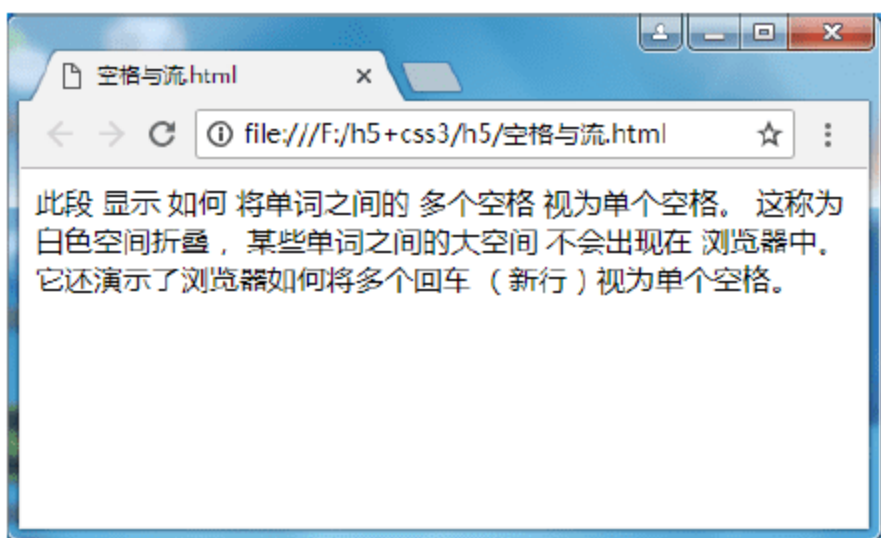 空格与流.html
file:///F:/h5+css3/h5/空格与流.html
此段 显示 如何 将单词之间的 多个空格 视为单个空格。 这称为
白色空间折叠， 某些单词之间的大空间 不会出现在 浏览器中。
它还演示了浏览器如何将多个回车 （新行）视为单个空格。